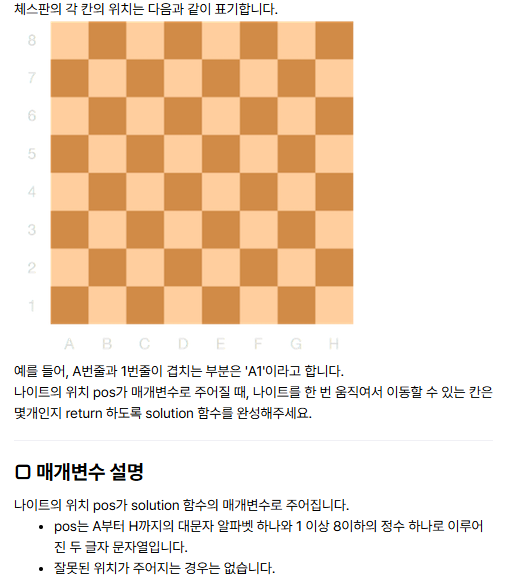 체스판의 각 칸의 위치는 다음과 같이 표기합니다.
8
7
6
5
4
3
2
1
A B C D E F G H
예를 들어, A번줄과 1번줄이 겹치는 부분은 'A1'이라고 합니다.
나이트의 위치 pos가 매개변수로 주어질 때, 나이트를 한 번 움직여서 이동할 수 있는 칸은
몇개인지 return 하도록 solution 함수를 완성해주세요.
매개변수 설명
나이트의 위치 pos가 solution 함수의 매개변수로 주어집니다.
• pos는 A부터 H까지의 대문자 알파벳 하나와 1 이상 8이하의 정수 하나로 이루어
진 두 글자 문자열입니다.
• 잘못된 위치가 주어지는 경우는 없습니다.